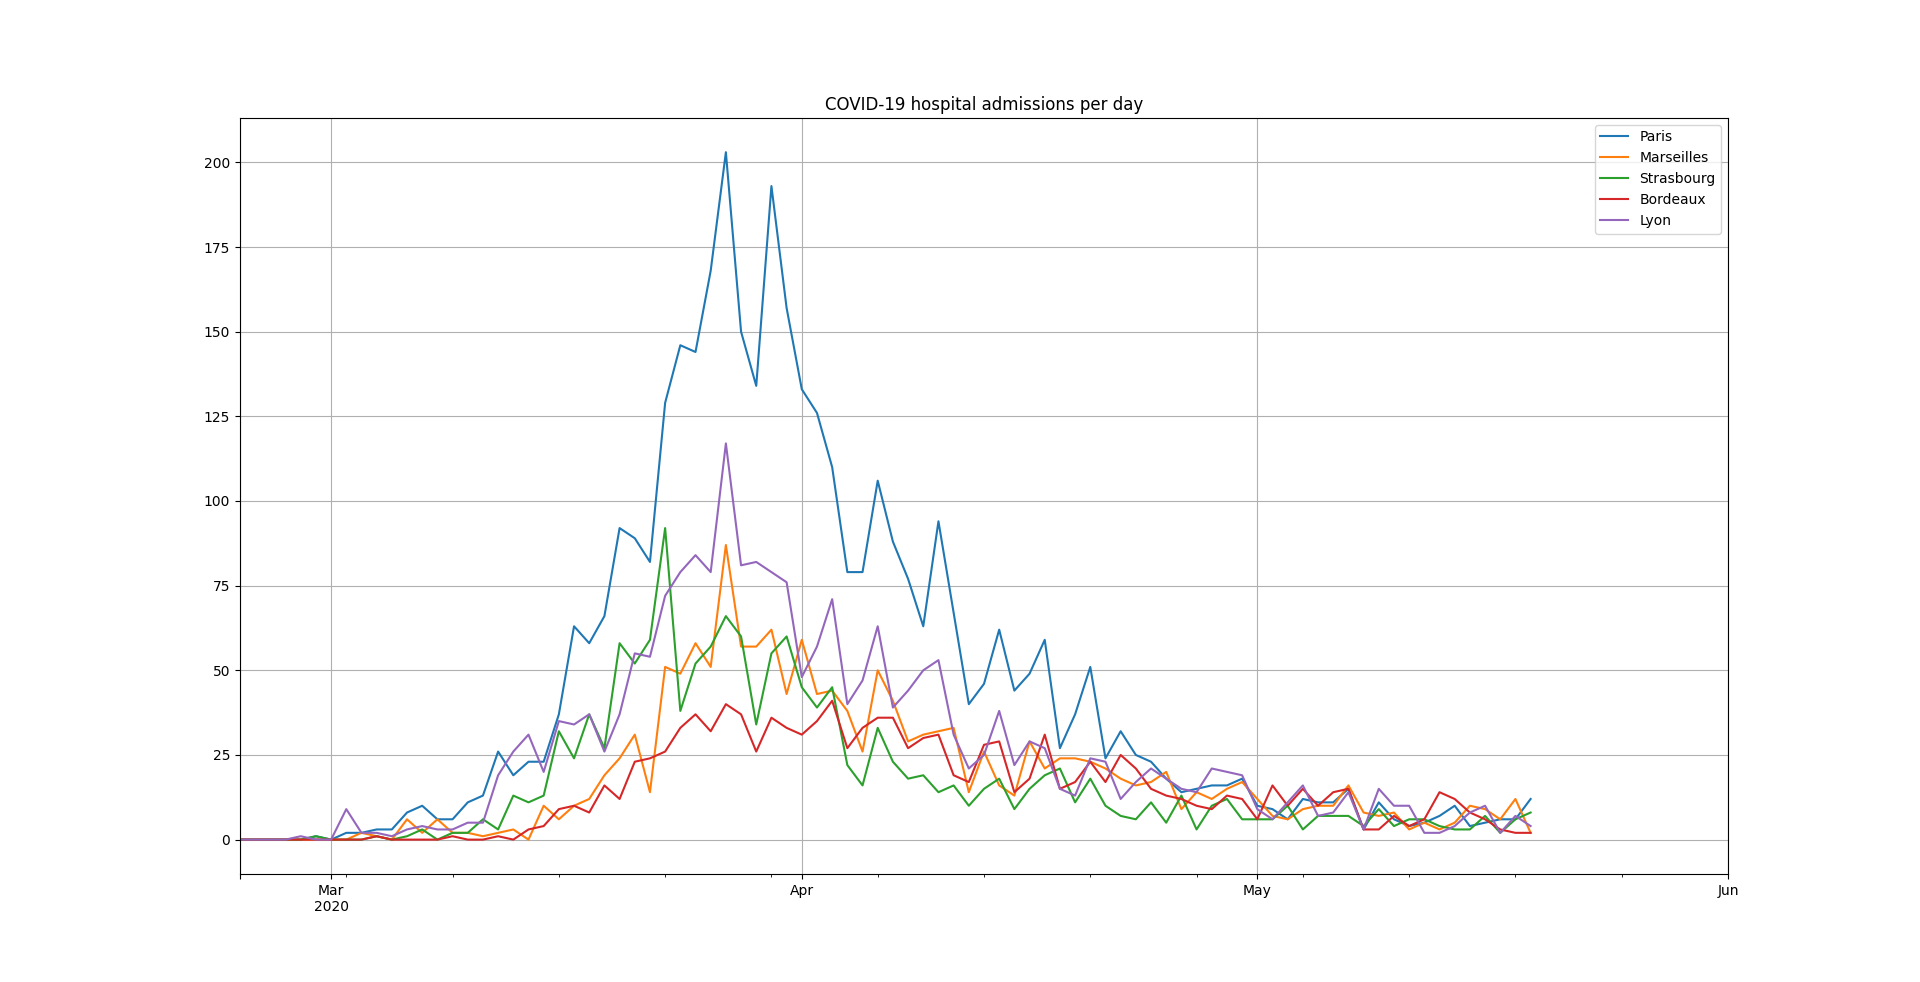 COVID-19 hospital admissions per day
Paris
Marseilles
Strasbourg
Bordeaux
Lyon
200
175
150
125
100
75
50
25
0
Mar
2020
Apr
May
Jun